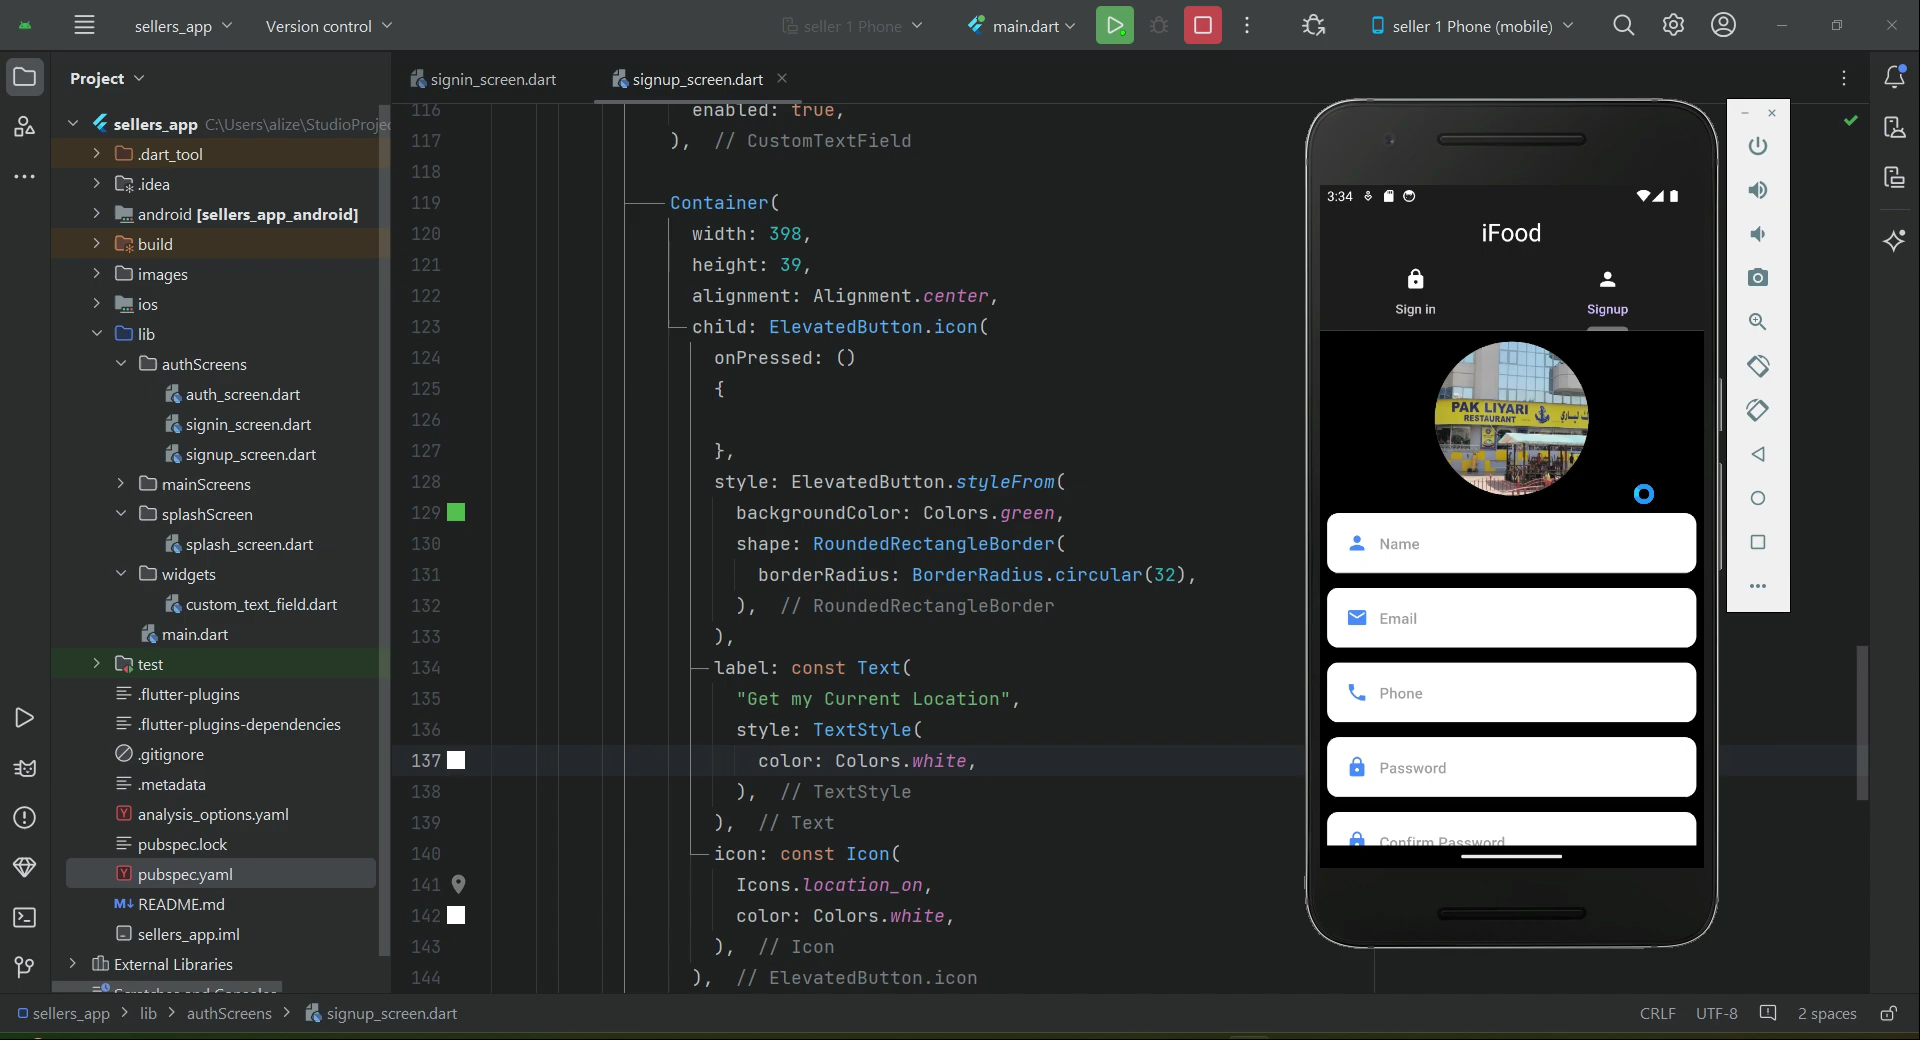 sellers_app
Version control
seller 1 Phone
main.dart
seller 1 Phone (mobile)
Project
signin_screen.dart
signup_screen.dart
sellers_app C:\Users\alize\StudioProje
.dart_tool
.idea
android [sellers_app_android]
build
images
ios
lib
authScreens
auth_screen.dart
signin_screen.dart
signup_screen.dart
mainScreens
splashScreen
splash_screen.dart
widgets
custom_text_field.dart
main.dart
test
.flutter-plugins
.flutter-plugins-dependencies
.gitignore
.metadata
analysis_options.yaml
pubspec.lock
pubspec.yaml
README.md
sellers_app.iml
External Libraries
Scratches and Consoles
116 enabled: true,
117 ), // CustomTextField
118
119 Container(
120 width: 398,
121 height: 39,
122 alignment: Alignment.center,
123 child: ElevatedButton.icon(
124 onPressed: ()
125 {
126
127 },
128 style: ElevatedButton.styleFrom(
129 backgroundColor: Colors.green,
130 shape: RoundedRectangleBorder(
131 borderRadius: BorderRadius.circular(32),
132 ), // RoundedRectangleBorder
133 ),
134 label: const Text(
135 "Get my Current Location",
136 style: TextStyle(
137 color: Colors.white,
138 ), // TextStyle
139 ), // Text
140 icon: const Icon(
141 Icons.location_on,
142 color: Colors.white,
143 ), // Icon
144 ), // ElevatedButton.icon
3:34
iFood
Sign in
Signup
PAK LIYARI
RESTAURANT
Name
Email
Phone
Password
Confirm Password
sellers_app > lib > authScreens > signup_screen.dart
CRLF
UTF-8
2 spaces